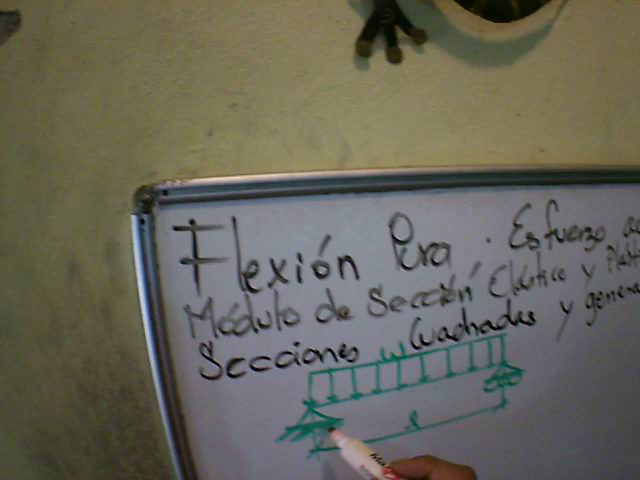 Flexión Pura. Esfuerzo
Módulo de Sección Elástico y
Secciones Cuadradas y
w
l